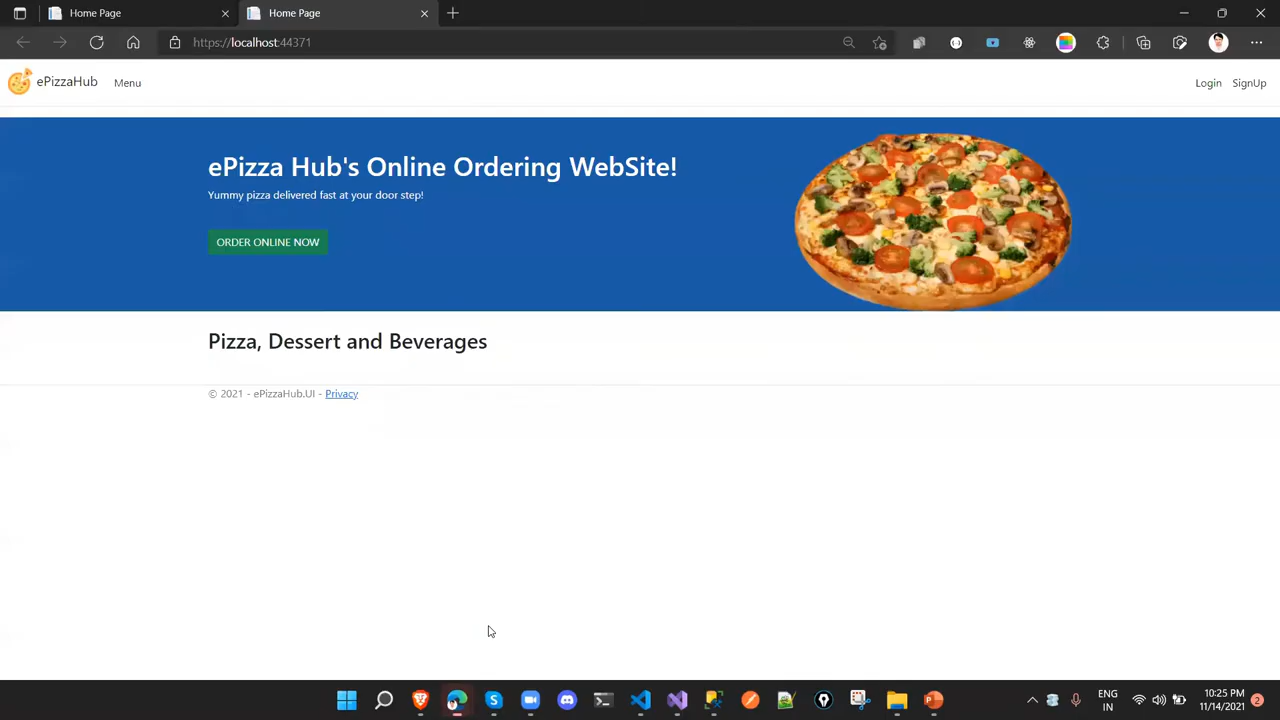 Home Page
Home Page
https://localhost:44371
ePizzaHub
Menu
Login
SignUp
ePizza Hub's Online Ordering WebSite!
Yummy pizza delivered fast at your door step!
ORDER ONLINE NOW
Pizza, Dessert and Beverages
© 2021 - ePizzaHub.UI - Privacy
ENG
IN
10:25 PM
11/14/2021
2